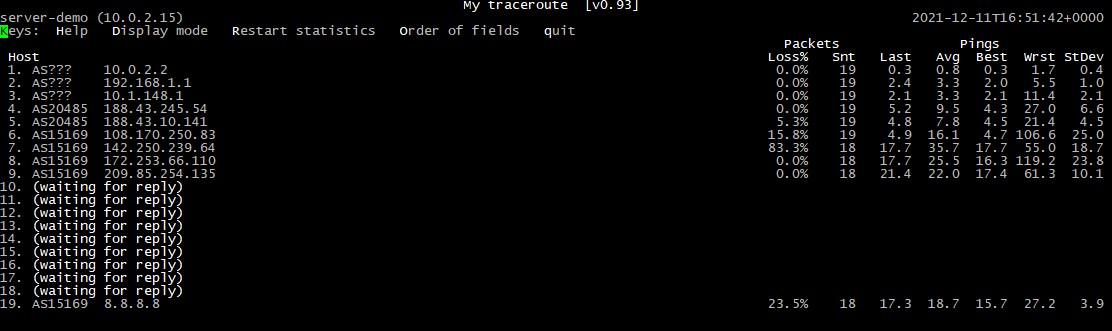 My traceroute  [v0.93]
server-demo (10.0.2.15) 2021-12-11T16:51:42+0000
Keys:  Help   Display mode   Restart statistics   Order of fields   quit
Packets Pings
Host Loss% Snt Last Avg Best Wrst StDev
1. AS??? 10.0.2.2 0.0% 19 0.3 0.8 0.3 1.7 0.4
2. AS??? 192.168.1.1 0.0% 19 2.4 3.3 2.0 5.5 1.0
3. AS??? 10.1.148.1 0.0% 19 2.1 3.3 2.1 11.4 2.1
4. AS20485 188.43.245.54 0.0% 19 5.2 9.5 4.3 27.0 6.6
5. AS20485 188.43.10.141 5.3% 19 4.8 7.8 4.5 21.4 4.5
6. AS15169 108.170.250.83 15.8% 19 4.9 16.1 4.7 106.6 25.0
7. AS15169 142.250.239.64 83.3% 18 17.7 35.7 17.7 55.0 18.7
8. AS15169 172.253.66.110 0.0% 18 17.7 25.5 16.3 119.2 23.8
9. AS15169 209.85.254.135 0.0% 18 21.4 22.0 17.4 61.3 10.1
10. (waiting for reply)
11. (waiting for reply)
12. (waiting for reply)
13. (waiting for reply)
14. (waiting for reply)
15. (waiting for reply)
16. (waiting for reply)
17. (waiting for reply)
18. (waiting for reply)
19. AS15169 8.8.8.8 23.5% 18 17.3 18.7 15.7 27.2 3.9